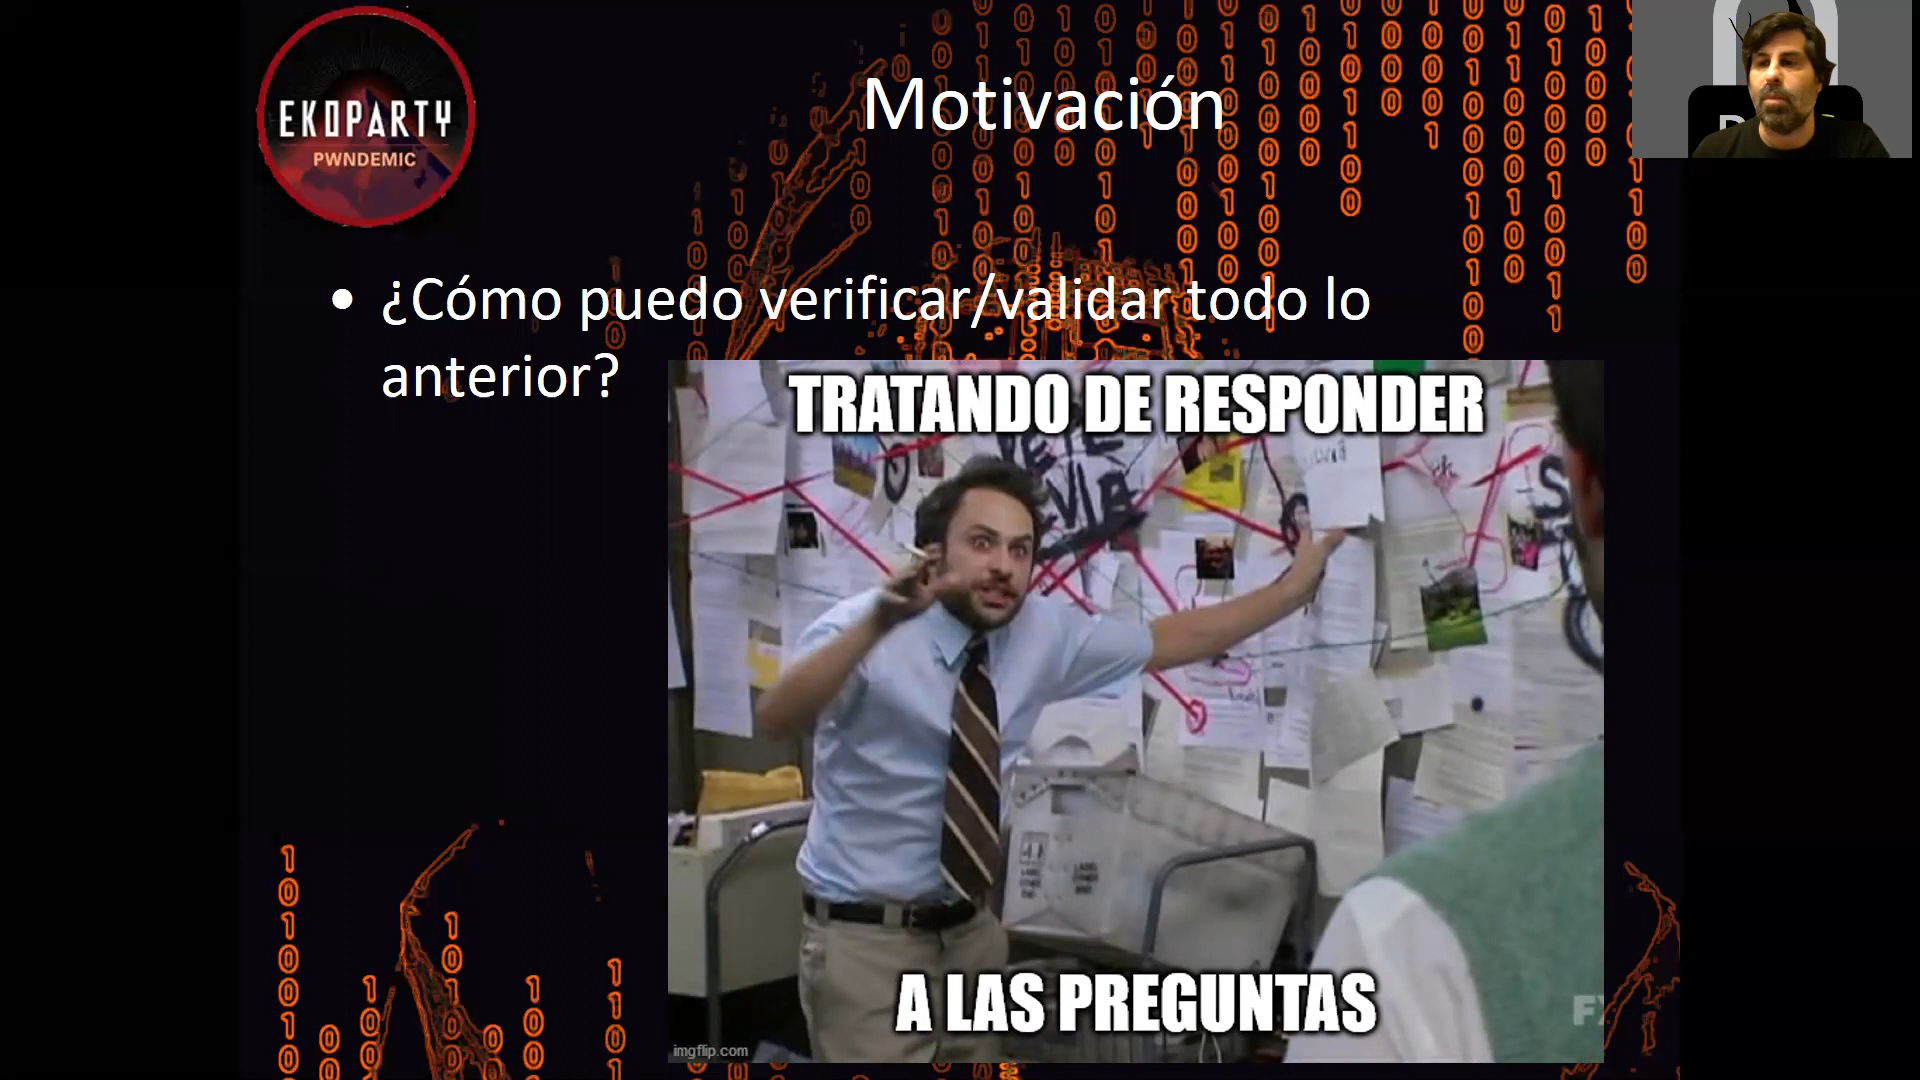 EKOPARTY
PWNDEMIC
Motivación
• ¿Cómo puedo verificar/validar todo lo
anterior?
TRATANDO DE RESPONDER
A LAS PREGUNTAS
imgflip.com